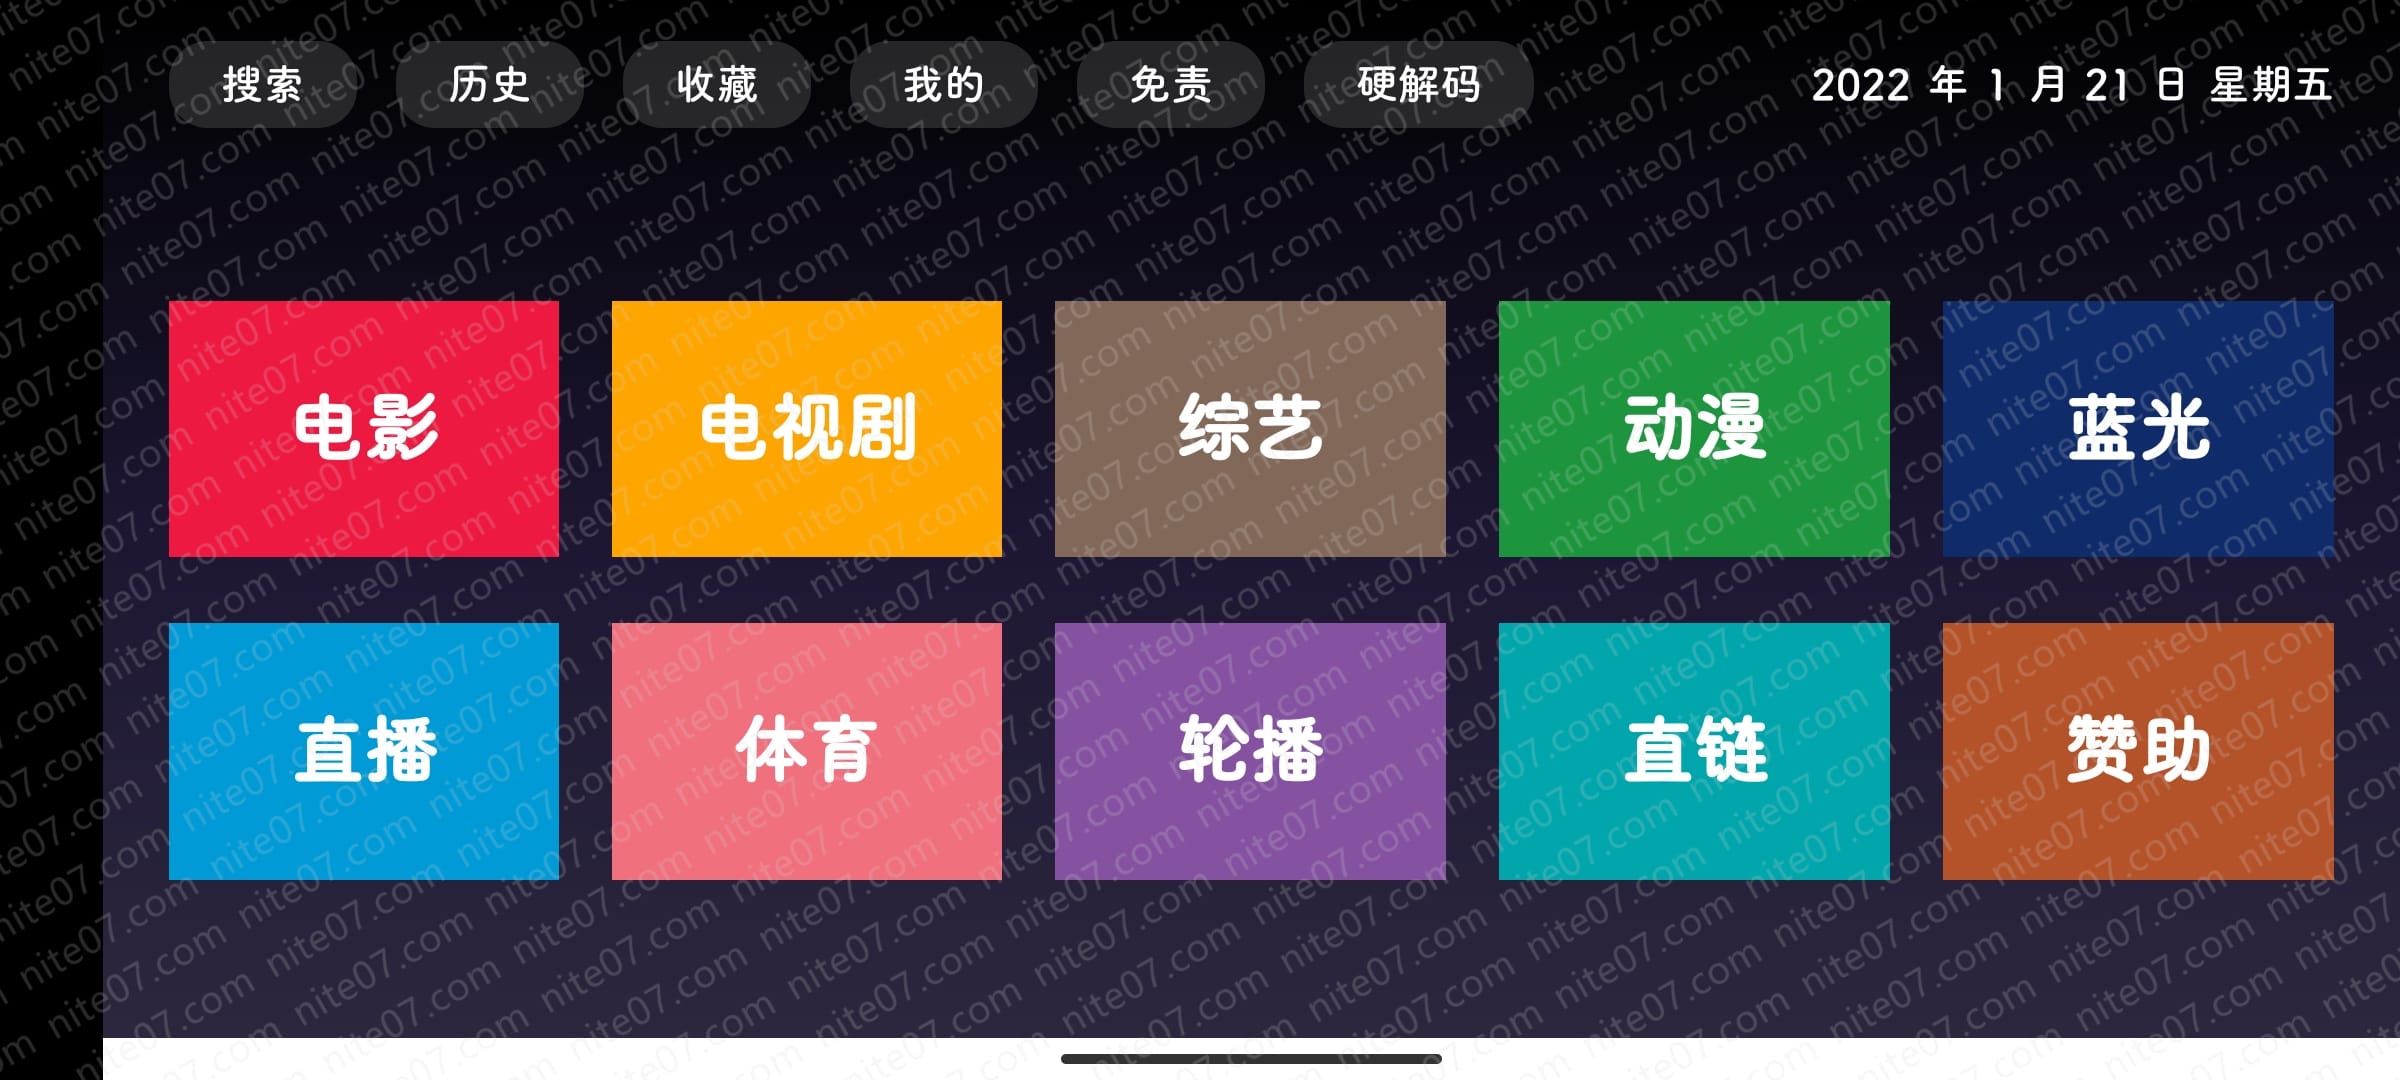 搜索 历史 收藏 我的 免责 硬解码 2022 年 1 月 21 日 星期五
电影 电视剧 综艺 动漫 蓝光
直播 体育 轮播 直链 赞助
nite07.com